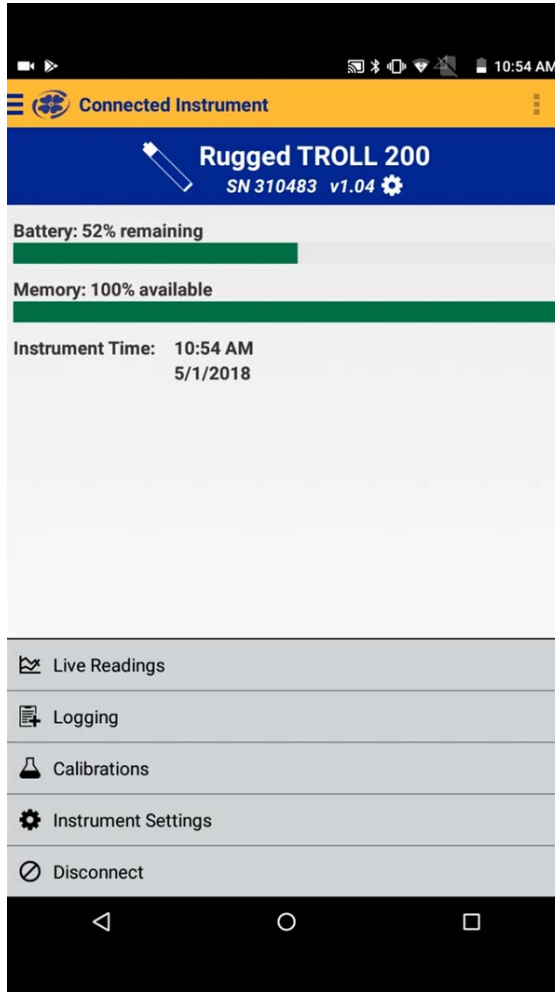 10:54 AM
Connected Instrument
Rugged TROLL 200
SN 310483 v1.04
Battery: 52% remaining
Memory: 100% available
Instrument Time: 10:54 AM
5/1/2018
Live Readings
Logging
Calibrations
Instrument Settings
Disconnect